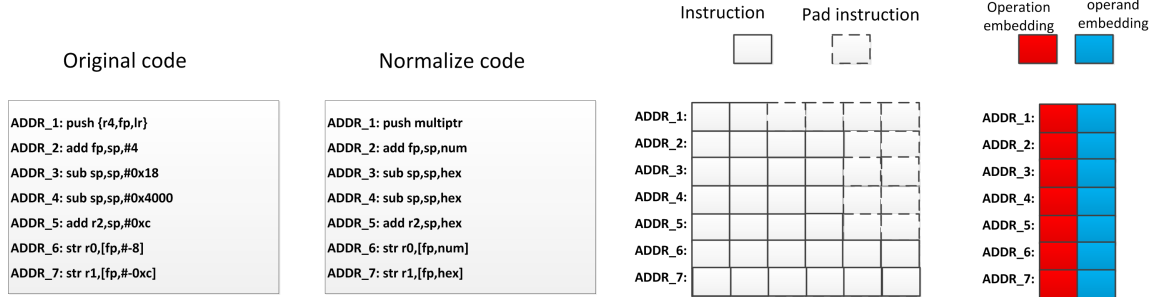 Original code
ADDR_1: push {r4,fp,lr}
ADDR_2: add fp,sp,#4
ADDR_3: sub sp,sp,#0x18
ADDR_4: sub sp,sp,#0x4000
ADDR_5: add r2,sp,#0xc
ADDR_6: str r0,[fp,#-8]
ADDR_7: str r1,[fp,#-0xc]
Normalize code
ADDR_1: push multiptr
ADDR_2: add fp,sp,num
ADDR_3: sub sp,sp,hex
ADDR_4: sub sp,sp,hex
ADDR_5: add r2,sp,hex
ADDR_6: str r0,[fp,num]
ADDR_7: str r1,[fp,hex]
Instruction
Pad instruction
ADDR_1:
ADDR_2:
ADDR_3:
ADDR_4:
ADDR_5:
ADDR_6:
ADDR_7:
Operation
embedding
operand
embedding
ADDR_1:
ADDR_2:
ADDR_3:
ADDR_4:
ADDR_5:
ADDR_6:
ADDR_7: